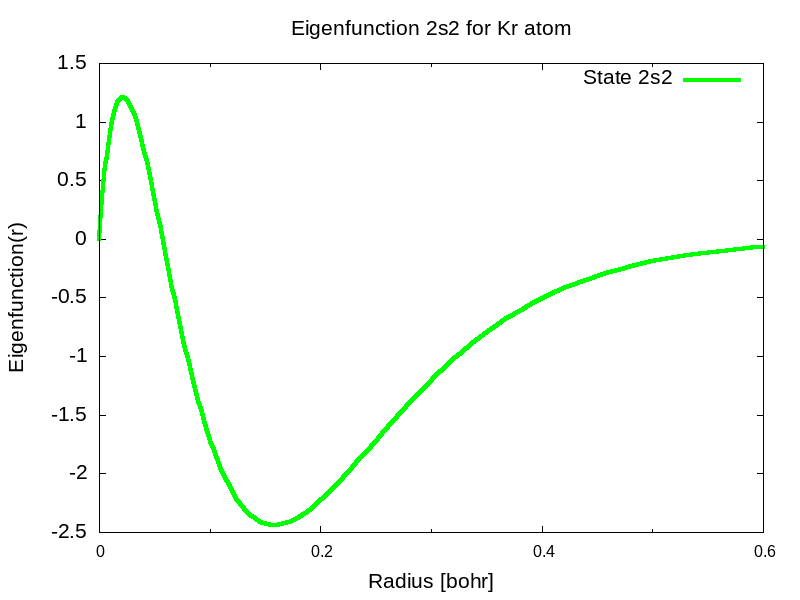 Eigenfunction 2s2 for Kr atom
State 2s2
1.5
1
0.5
0
-0.5
-1
-1.5
-2
-2.5
Eigenfunction(r)
0 0.2 0.4 0.6
Radius [bohr]